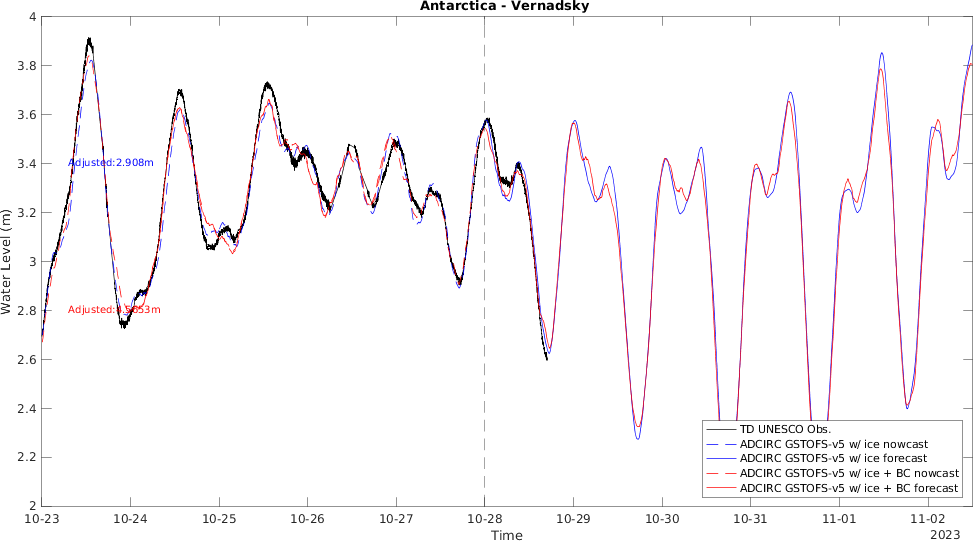 Antarctica - Vernadsky
4
3.8
3.6
3.4
3.2
3
2.8
2.6
2.4
2.2
2
Water Level (m)
Adjusted:2.908m
TD UNESCO Obs.
ADCIRC GSTOFS-v5 w/ ice nowcast
ADCIRC GSTOFS-v5 w/ ice forecast
ADCIRC GSTOFS-v5 w/ ice + BC nowcast
ADCIRC GSTOFS-v5 w/ ice + BC forecast
10-23 10-24 10-25 10-26 10-27 10-28 10-29 10-30 10-31 11-01 11-02
Time 2023